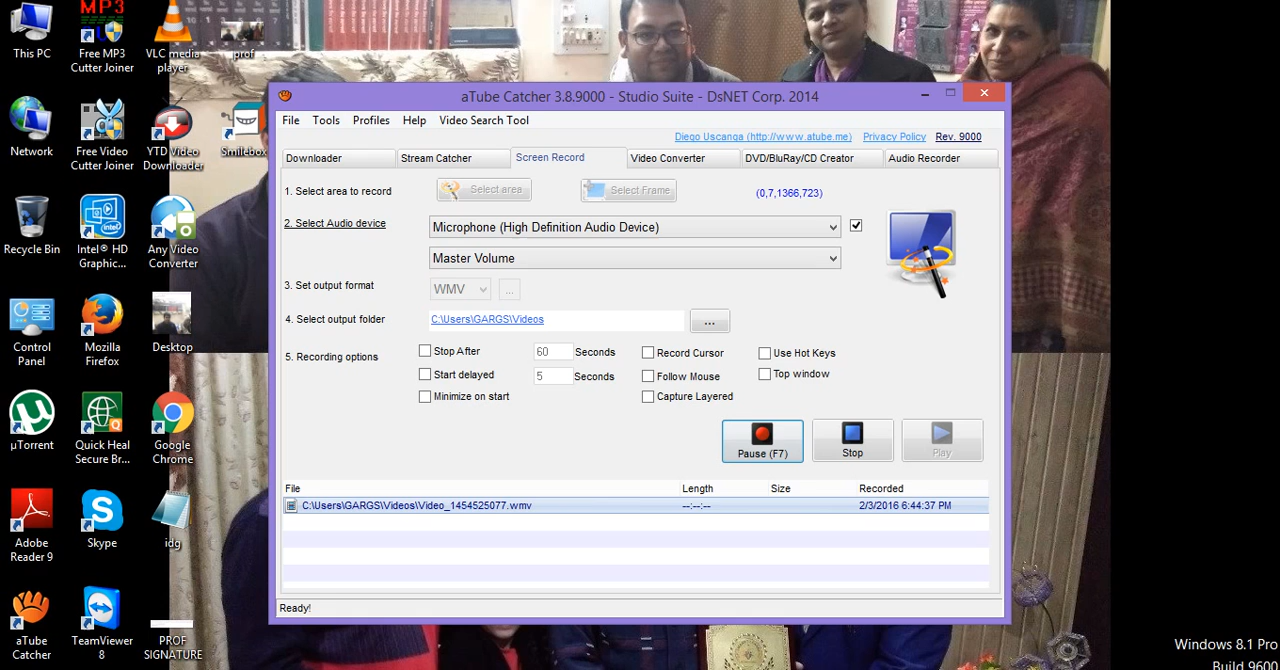 This PC
MP3
Free MP3
Cutter Joiner
VLC media
player
prof
Network
Free Video
Cutter Joiner
YTD Video
Downloader
Smilebox
Recycle Bin
Intel® HD
Graphic...
Any Video
Converter
Control
Panel
Mozilla
Firefox
Desktop
µTorrent
Quick Heal
Secure Br...
Google
Chrome
Adobe
Reader 9
Skype
idg
aTube
Catcher
TeamViewer
8
PROF
SIGNATURE
aTube Catcher 3.8.9000 - Studio Suite - DsNET Corp. 2014
File Tools Profiles Help Video Search Tool
Diego Uscanga (http://www.atube.me) Privacy Policy Rev. 9000
Downloader Stream Catcher Screen Record Video Converter DVD/BluRay/CD Creator Audio Recorder
1. Select area to record Select area Select Frame (0,7,1366,723)
2. Select Audio device Microphone (High Definition Audio Device)
Master Volume
3. Set output format WMV ...
4. Select output folder C:\Users\GARGS\Videos ...
5. Recording options Stop After 60 Seconds Record Cursor Use Hot Keys
Start delayed 5 Seconds Follow Mouse Top window
Minimize on start Capture Layered
Pause (F7) Stop Play
File Length Size Recorded
C:\Users\GARGS\Videos\Video_1454525077.wmv --:--:-- 2/3/2016 6:44:37 PM
Ready!
Windows 8.1 Pro
Build 9600